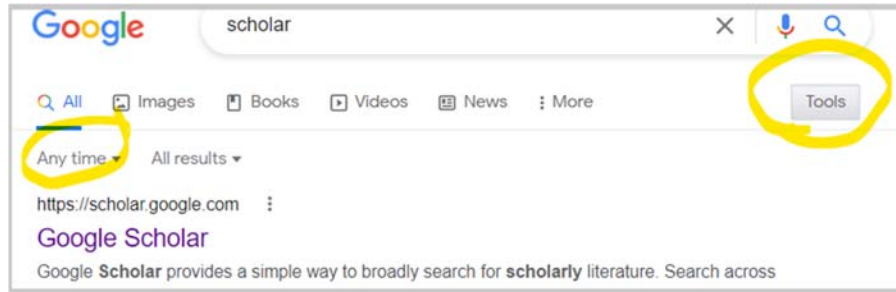 Google scholar
All Images Books Videos News More Tools
Any time All results
https://scholar.google.com
Google Scholar
Google Scholar provides a simple way to broadly search for scholarly literature. Search across